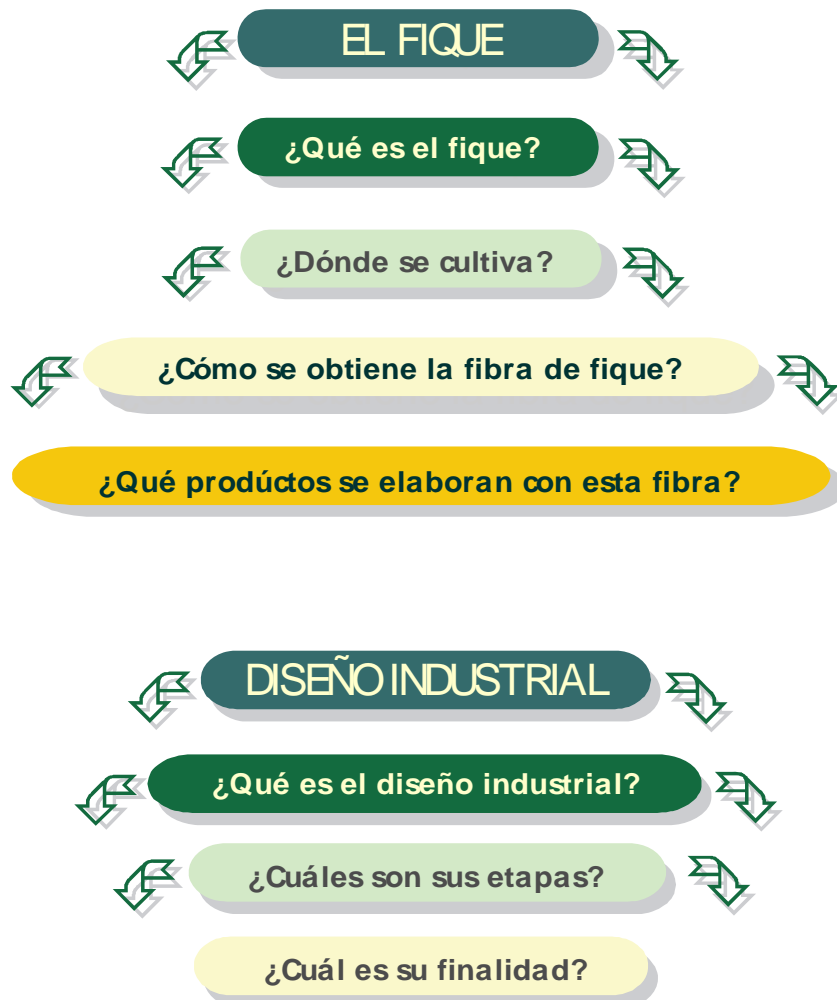 EL FIQUE
¿Qué es el fique?
¿Dónde se cultiva?
¿Cómo se obtiene la fibra de fique?
¿Qué prodúctos se elaboran con esta fibra?
DISEÑO INDUSTRIAL
¿Qué es el diseño industrial?
¿Cuáles son sus etapas?
¿Cuál es su finalidad?